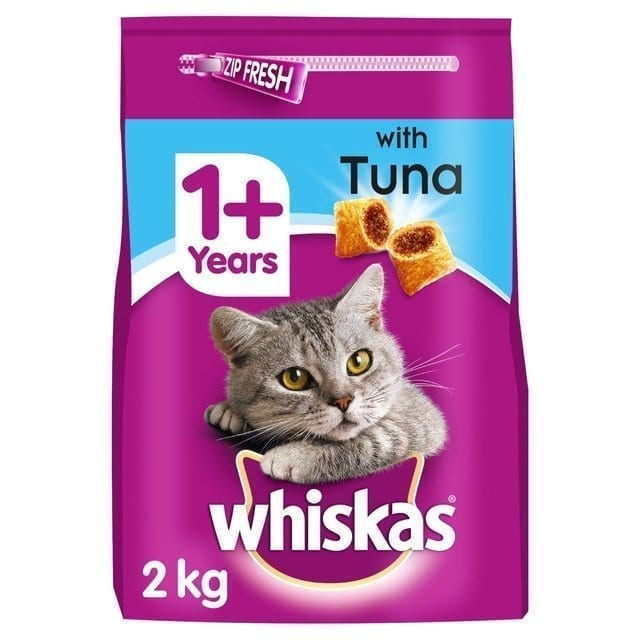 ZIP FRESH
with
Tuna
1+
Years
whiskas®
2 kg